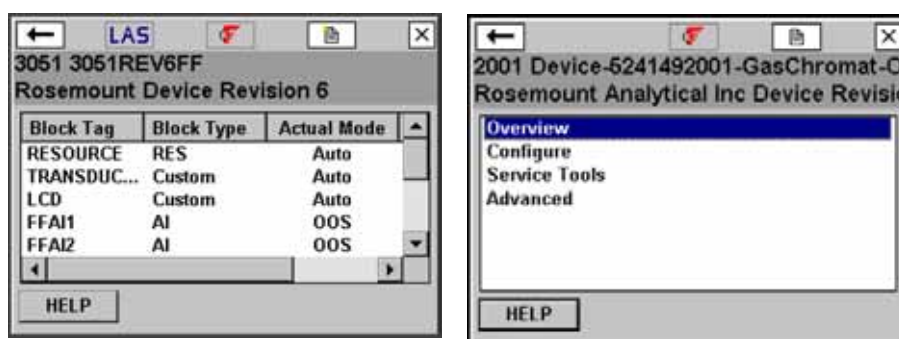 LAS
3051 3051REV6FF
Rosemount Device Revision 6
Block Tag Block Type Actual Mode
RESOURCE RES Auto
TRANSDUC... Custom Auto
LCD Custom Auto
FFAI1 AI OOS
FFAI2 AI OOS
HELP
2001 Device-5241492001-GasChromat-O
Rosemount Analytical Inc Device Revisi
Overview
Configure
Service Tools
Advanced
HELP